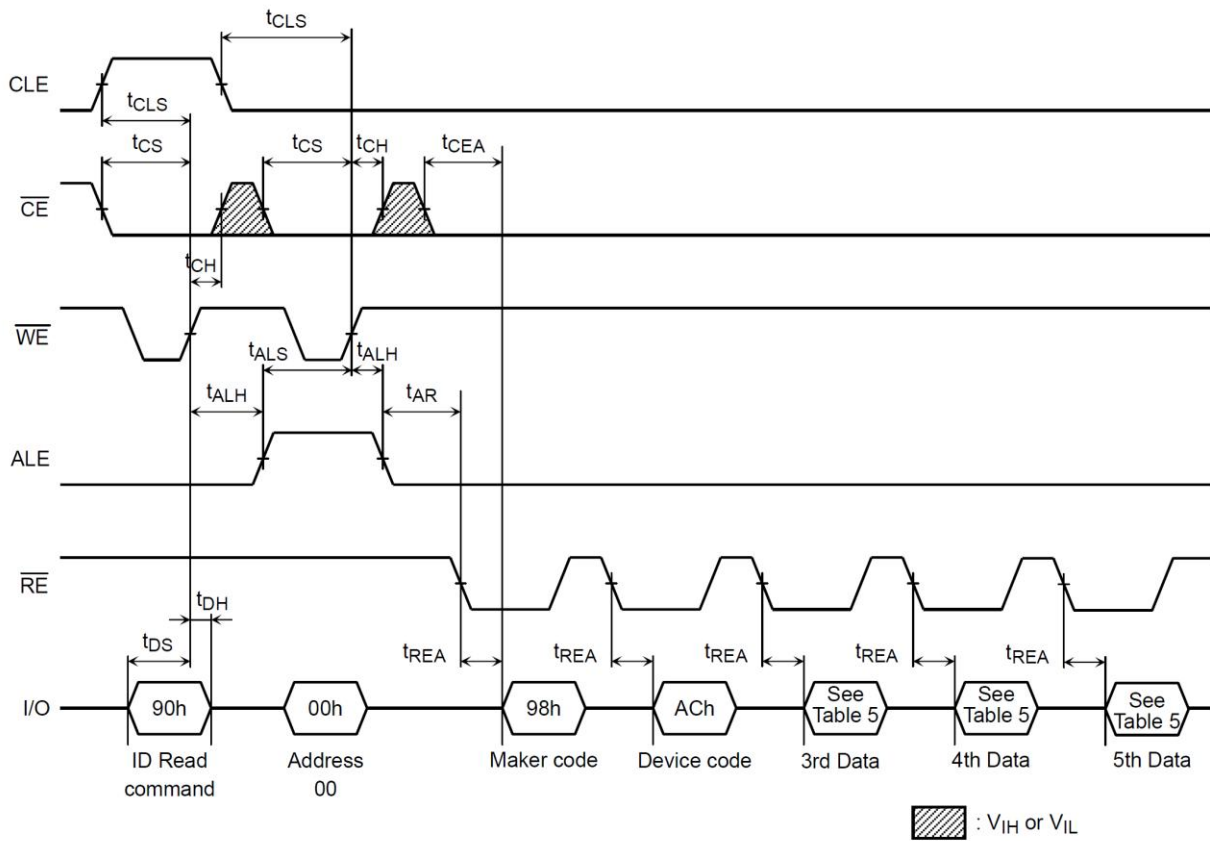 tCLS
CLE
tCLS
tCS tCS tCH tCEA
CE
tCH
WE
tALS tALH
tALH tAR
ALE
RE
tDH
tDS
tREA tREA tREA tREA tREA
I/O 90h 00h 98h ACh See Table 5 See Table 5 See Table 5
ID Read command
Address 00
Maker code
Device code
3rd Data
4th Data
5th Data
: VIH or VIL